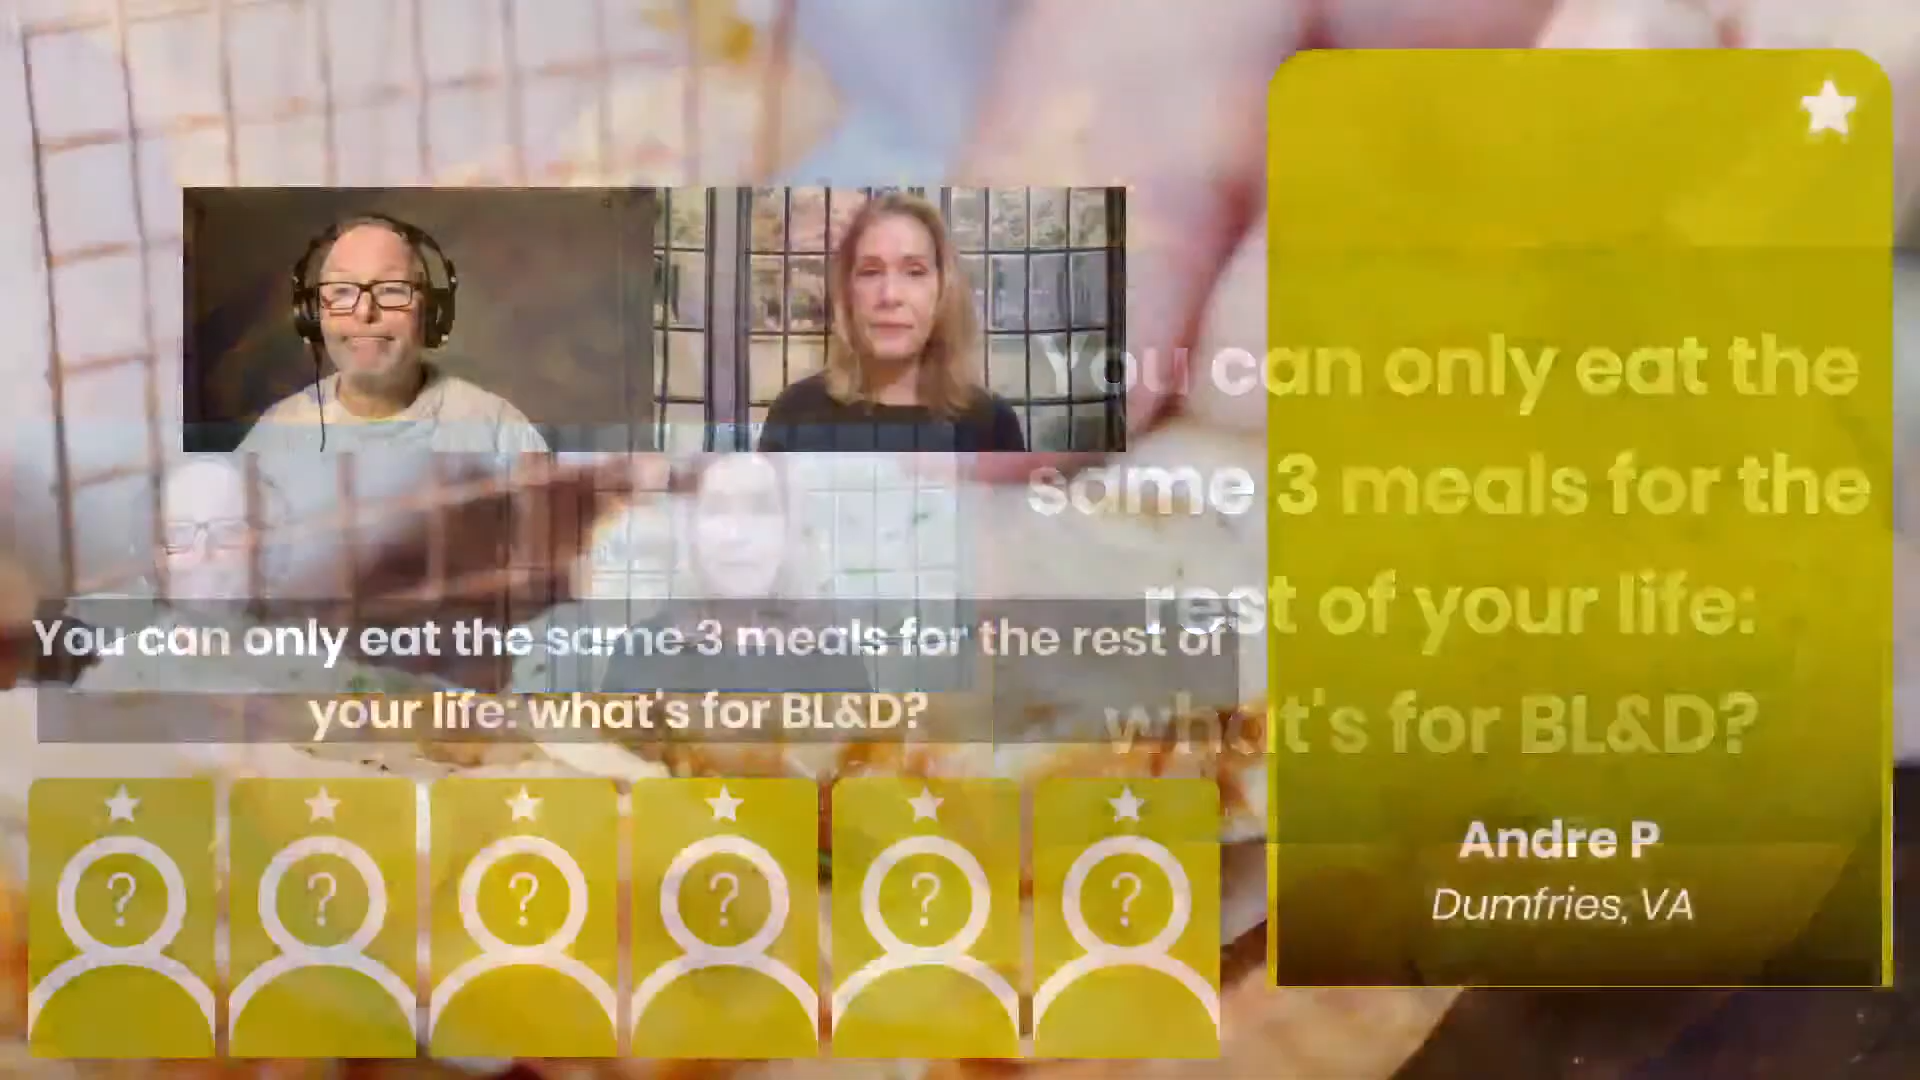 You can only eat the
same 3 meals for the
rest of your life:
what's for BL&D?
You can only eat the same 3 meals for the rest of
your life: what's for BL&D?
Andre P
Dumfries, VA
?
?
?
?
?
?